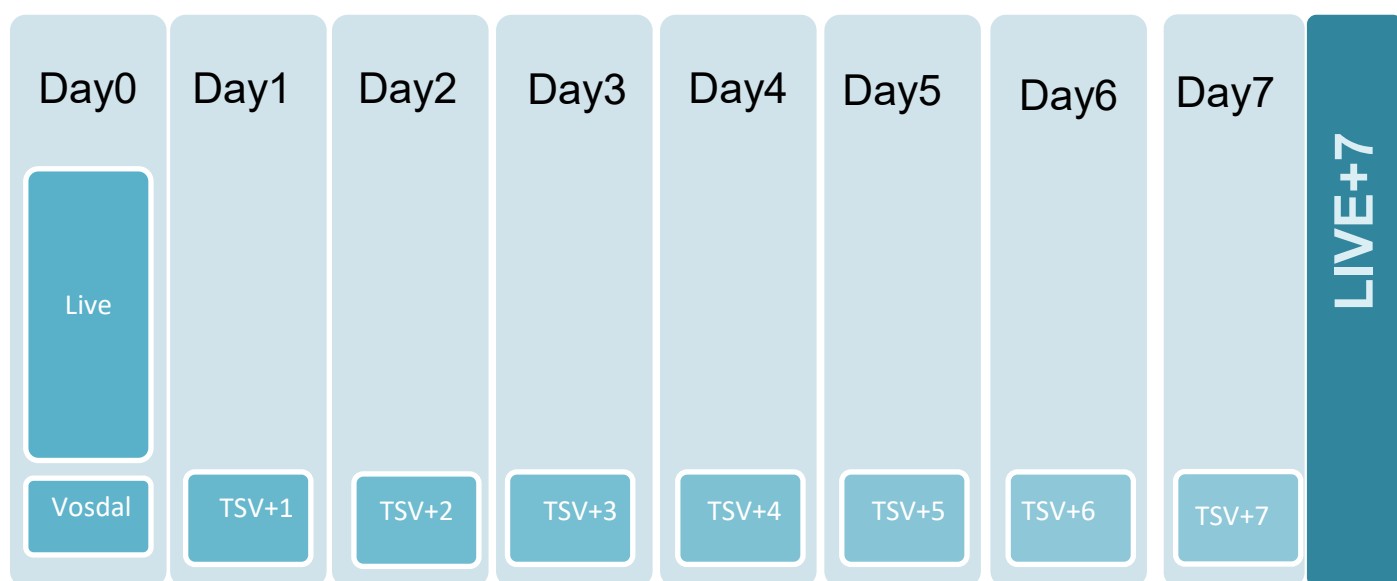 Day0
Day1
Day2
Day3
Day4
Day5
Day6
Day7
LIVE+7
Live
Vosdal
TSV+1
TSV+2
TSV+3
TSV+4
TSV+5
TSV+6
TSV+7